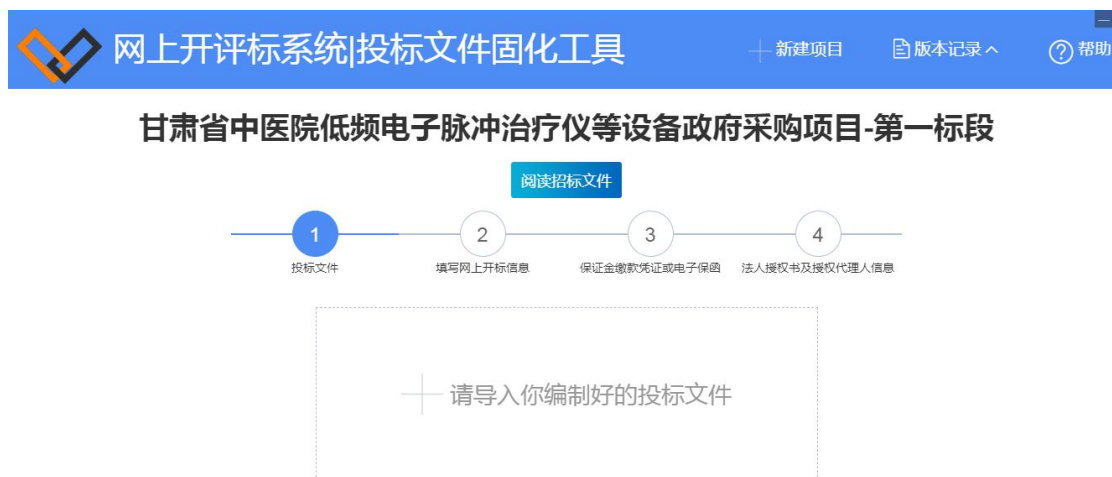 网上开评标系统|投标文件固化工具
新建项目
版本记录
帮助
甘肃省中医院低频电子脉冲治疗仪等设备政府采购项目-第一标段
阅读招标文件
1
2
3
4
投标文件
填写网上开标信息
保证金缴款凭证或电子保函
法人授权书及授权代理人信息
请导入你编制好的投标文件